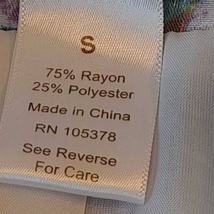 S
75% Rayon
25% Polyester
Made in China
RN 105378
See Reverse
For Care